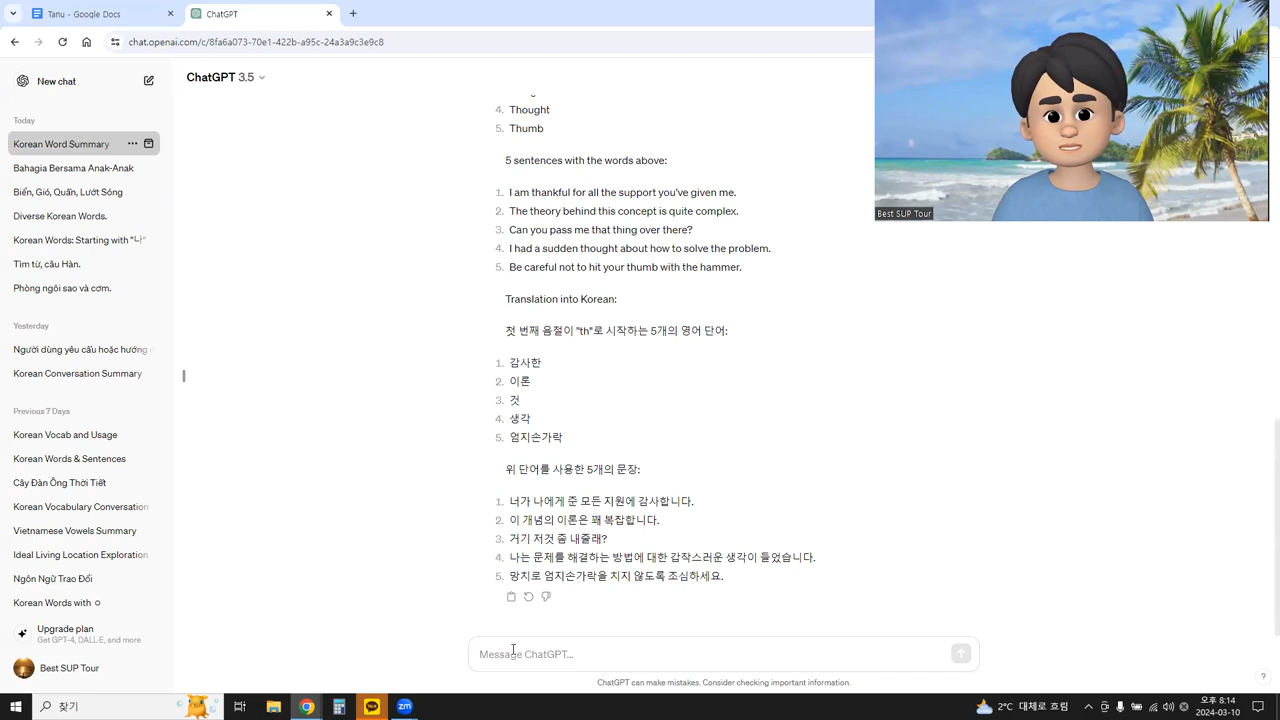 Tanu - Google Docs
ChatGPT
chat.openai.com/c/8fa6a073-70e1-422b-a95c-24a3a9c3e9c8
New chat
Today
Korean Word Summary
Bahagia Bersama Anak-Anak
Biển, Gió, Quần, Lướt Sóng
Diverse Korean Words.
Korean Words: Starting with "나"
Tìm từ, câu Hàn.
Phòng ngôi sao và cơm.
Yesterday
Người dùng yêu cầu hoặc hướng
Korean Conversation Summary
Previous 7 Days
Korean Vocab and Usage
Korean Words & Sentences
Cây Đàn Ông Thời Tiết
Korean Vocabulary Conversation
Vietnamese Vowels Summary
Ideal Living Location Exploration
Ngôn Ngữ Trao Đổi
Korean Words with ㅇ
Upgrade plan
Get GPT-4, DALL·E, and more
Best SUP Tour
ChatGPT 3.5
4. Thought
5. Thumb
5 sentences with the words above:
1. I am thankful for all the support you've given me.
2. The theory behind this concept is quite complex.
3. Can you pass me that thing over there?
4. I had a sudden thought about how to solve the problem.
5. Be careful not to hit your thumb with the hammer.
Translation into Korean:
첫 번째 음절이 "th"로 시작하는 5개의 영어 단어:
1. 감사한
2. 이론
3. 것
4. 생각
5. 엄지손가락
위 단어를 사용한 5개의 문장:
1. 너가 나에게 준 모든 지원에 감사합니다.
2. 이 개념의 이론은 꽤 복잡합니다.
3. 거기 저것 좀 내줄래?
4. 나는 문제를 해결하는 방법에 대한 갑작스러운 생각이 들었습니다.
5. 망치로 엄지손가락을 치지 않도록 조심하세요.
Message ChatGPT...
ChatGPT can make mistakes. Consider checking important information.
?
Best SUP Tour
찾기
TALK
zm
2°C 대체로 흐림
오후 8:14
2024-03-10